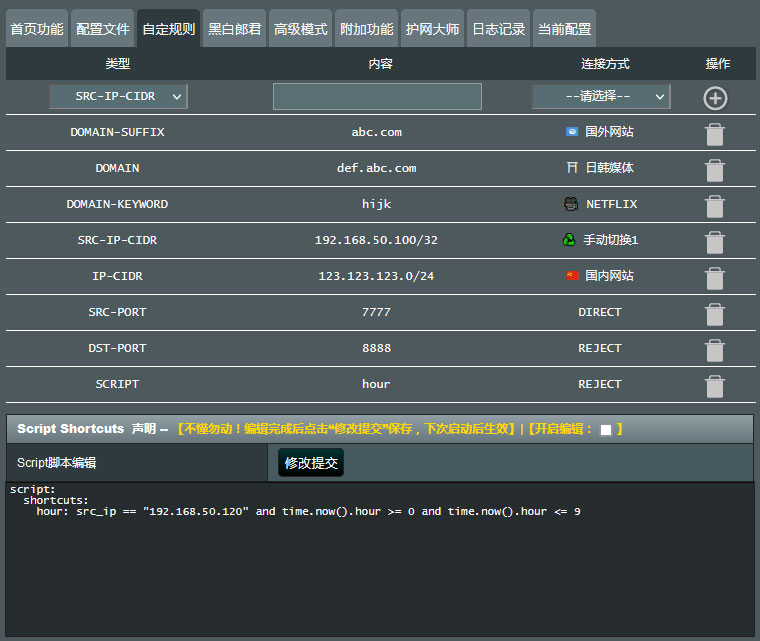 首页功能 配置文件 自定规则 黑白郎君 高级模式 附加功能 护网大师 日志记录 当前配置
类型 内容 连接方式 操作
SRC-IP-CIDR --请选择--
DOMAIN-SUFFIX abc.com 国外网站
DOMAIN def.abc.com 日韩媒体
DOMAIN-KEYWORD hijk NETFLIX
SRC-IP-CIDR 192.168.50.100/32 手动切换1
IP-CIDR 123.123.123.0/24 国内网站
SRC-PORT 7777 DIRECT
DST-PORT 8888 REJECT
SCRIPT hour REJECT
Script Shortcuts 声明 -- 【不懂勿动！编辑完成后点击“修改提交”保存，下次启动后生效】|【开启编辑： 】
Script脚本编辑 修改提交
script:
shortcuts:
hour: src_ip == "192.168.50.120" and time.now().hour >= 0 and time.now().hour <= 9